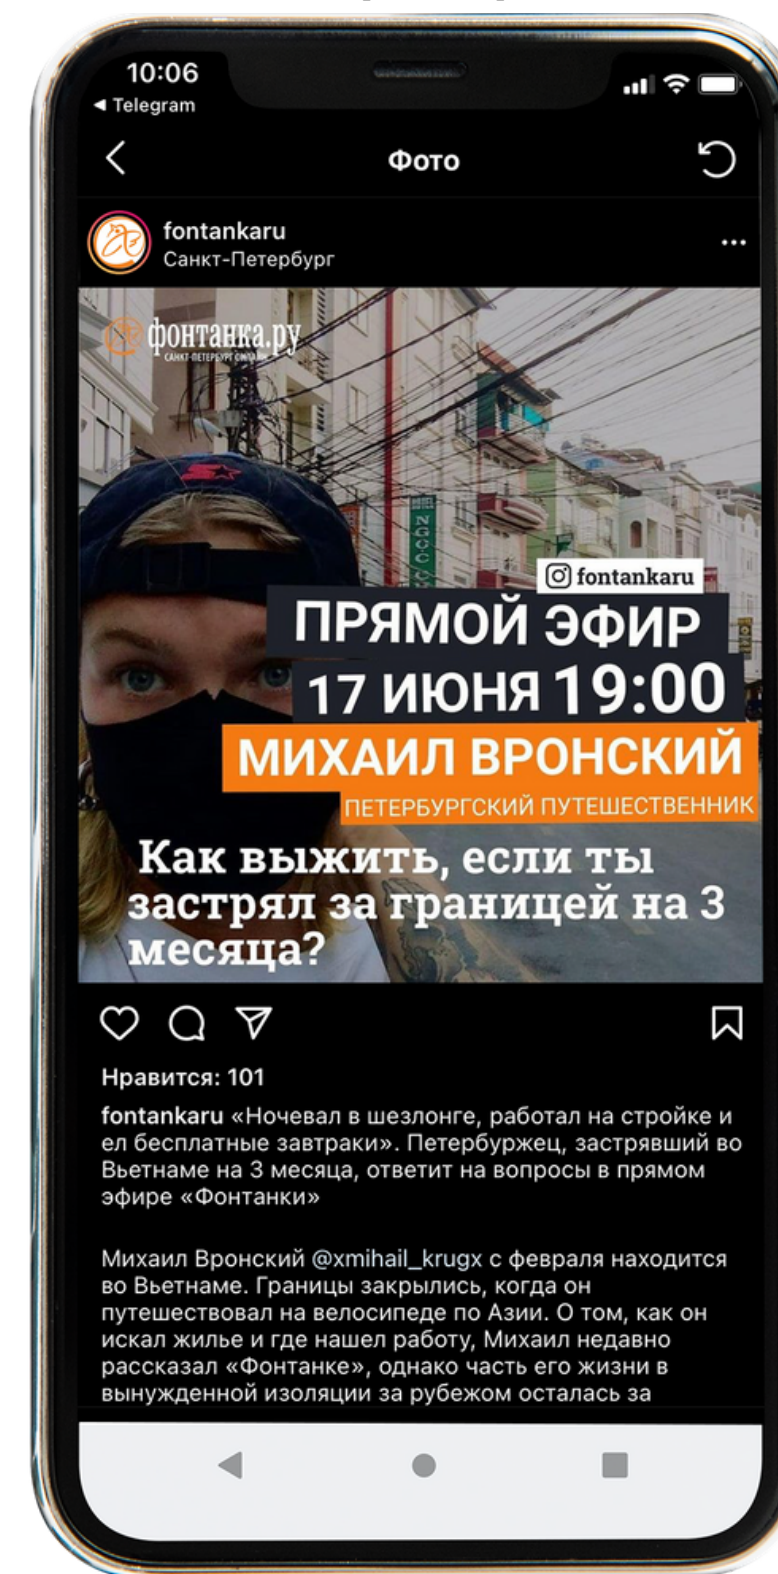 10:06
◀ Telegram
Фото
fontankaru
Санкт-Петербург
фонтанка.ру
САНКТ-ПЕТЕРБУРГ ОНЛАЙН
fontankaru
ПРЯМОЙ ЭФИР
17 ИЮНЯ 19:00
МИХАИЛ ВРОНСКИЙ
ПЕТЕРБУРГСКИЙ ПУТЕШЕСТВЕННИК
Как выжить, если ты
застрял за границей на 3
месяца?
Нравится: 101
fontankaru «Ночевал в шезлонге, работал на стройке и
ел бесплатные завтраки». Петербуржец, застрявший во
Вьетнаме на 3 месяца, ответит на вопросы в прямом
эфире «Фонтанки»
Михаил Вронский @xmihail_krugx с февраля находится
во Вьетнаме. Границы закрылись, когда он
путешествовал на велосипеде по Азии. О том, как он
искал жилье и где нашел работу, Михаил недавно
рассказал «Фонтанке», однако часть его жизни в
вынужденной изоляции за рубежом осталась за